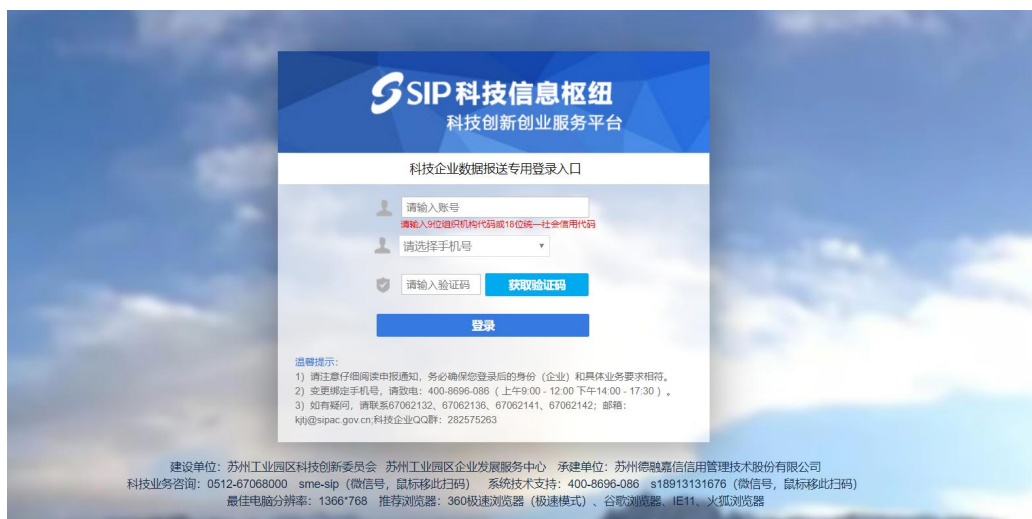 SIP科技信息枢纽
科技创新创业服务平台
科技企业数据报送专用登录入口
请输入账号
请输入9位组织机构代码或18位统一社会信用代码
请选择手机号
请输入验证码 获取验证码
登录
温馨提示:
1) 请注意仔细阅读申报通知，务必确保您登录后的身份（企业）和具体业务要求相符。
2) 变更绑定手机号，请致电：400-8696-086（上午9:00 - 12:00 下午14:00 - 17:30）。
3) 如有疑问，请联系67062132、67062136、67062141、67062142；邮箱：
kjtj@sipac.gov.cn;科技企业QQ群：282575263
建设单位：苏州工业园区科技创新委员会 苏州工业园区企业发展服务中心 承建单位：苏州德融嘉信信用管理技术股份有限公司
科技业务咨询：0512-67068000 sme-sip（微信号，鼠标移此扫码） 系统技术支持：400-8696-086 s18913131676（微信号，鼠标移此扫码）
最佳电脑分辨率：1366*768 推荐浏览器：360极速浏览器（极速模式）、谷歌浏览器、IE11、火狐浏览器